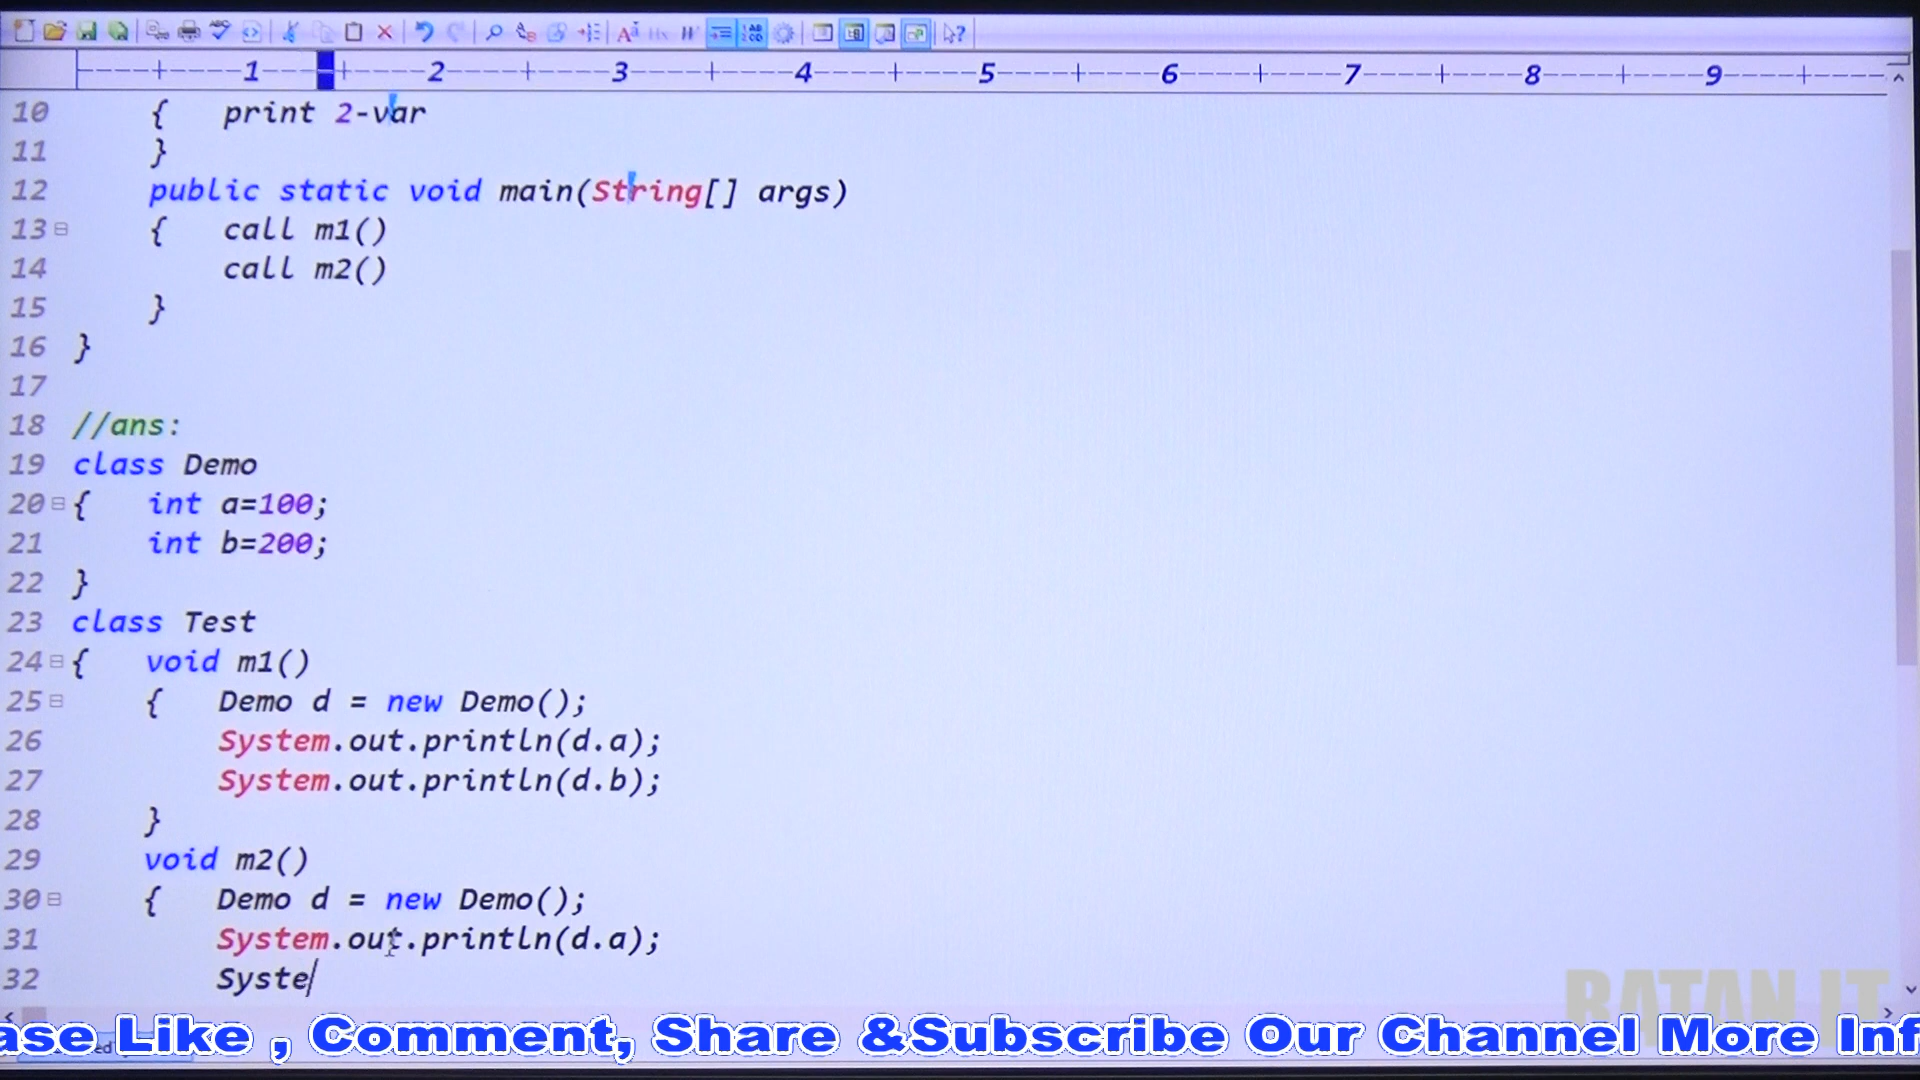 1 2 3 4 5 6 7 8 9
10 { print 2-var
11 }
12 public static void main(String[] args)
13 { call m1()
14 call m2()
15 }
16 }
17
18 //ans:
19 class Demo
20 { int a=100;
21 int b=200;
22 }
23 class Test
24 { void m1()
25 { Demo d = new Demo();
26 System.out.println(d.a);
27 System.out.println(d.b);
28 }
29 void m2()
30 { Demo d = new Demo();
31 System.out.println(d.a);
32 Syste
RATAN IT
ase Like , Comment, Share &Subscribe Our Channel More Inf